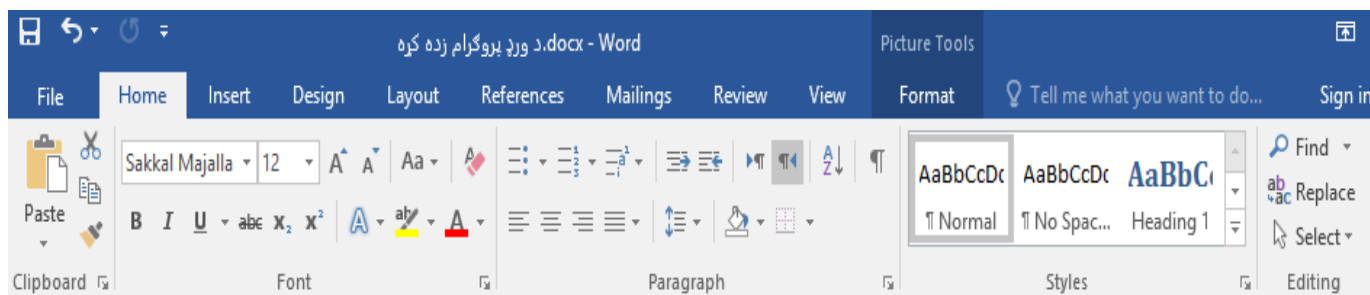 د ورډ پروګرام زده کړه.docx - Word
Picture Tools
File Home Insert Design Layout References Mailings Review View Format Tell me what you want to do... Sign in
Sakkal Majalla 12 Aa
Paste
B I U abc X₂ X² A ab A
AaBbCcDc AaBbCcDc AaBbC
¶ Normal ¶ No Spac... Heading 1
Find
Replace
Select
Clipboard Font Paragraph Styles Editing